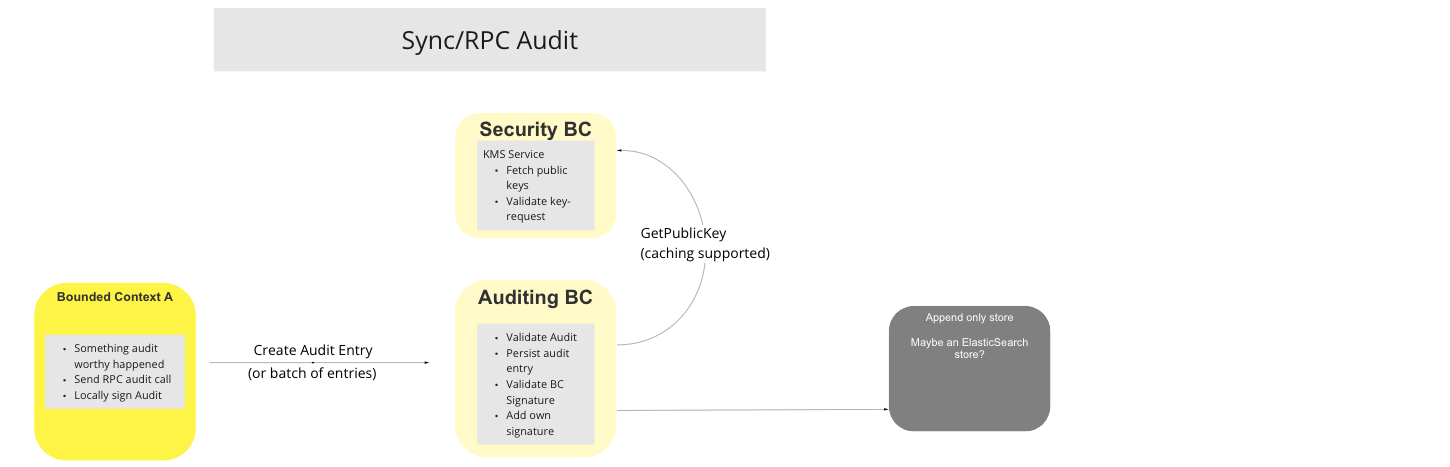 Sync/RPC Audit
Security BC
KMS Service
• Fetch public
keys
• Validate key-
request
GetPublicKey
(caching supported)
Bounded Context A
• Something audit
worthy happened
• Send RPC audit call
• Locally sign Audit
Create Audit Entry
(or batch of entries)
Auditing BC
• Validate Audit
• Persist audit
entry
• Validate BC
Signature
• Add own
signature
Append only store
Maybe an ElasticSearch
store?